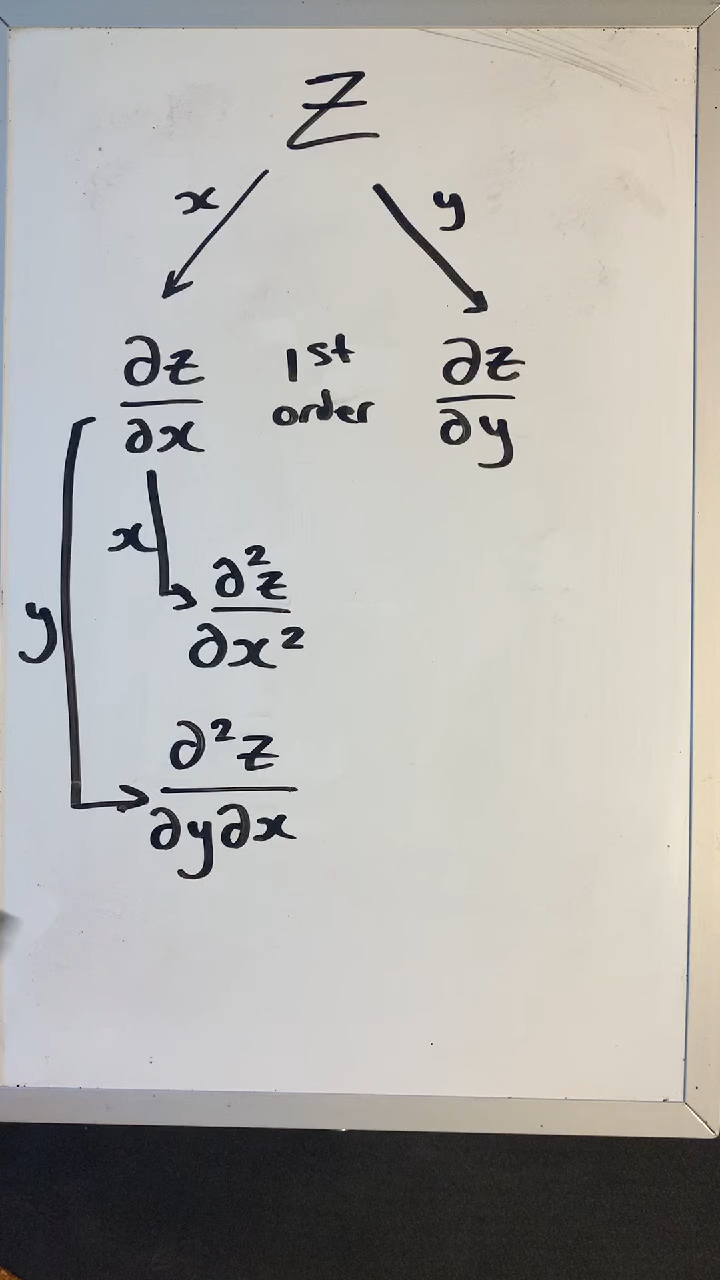 Z
x y
∂z/∂x 1st order ∂z/∂y
x
∂²z/∂x²
y
∂²z/∂y∂x